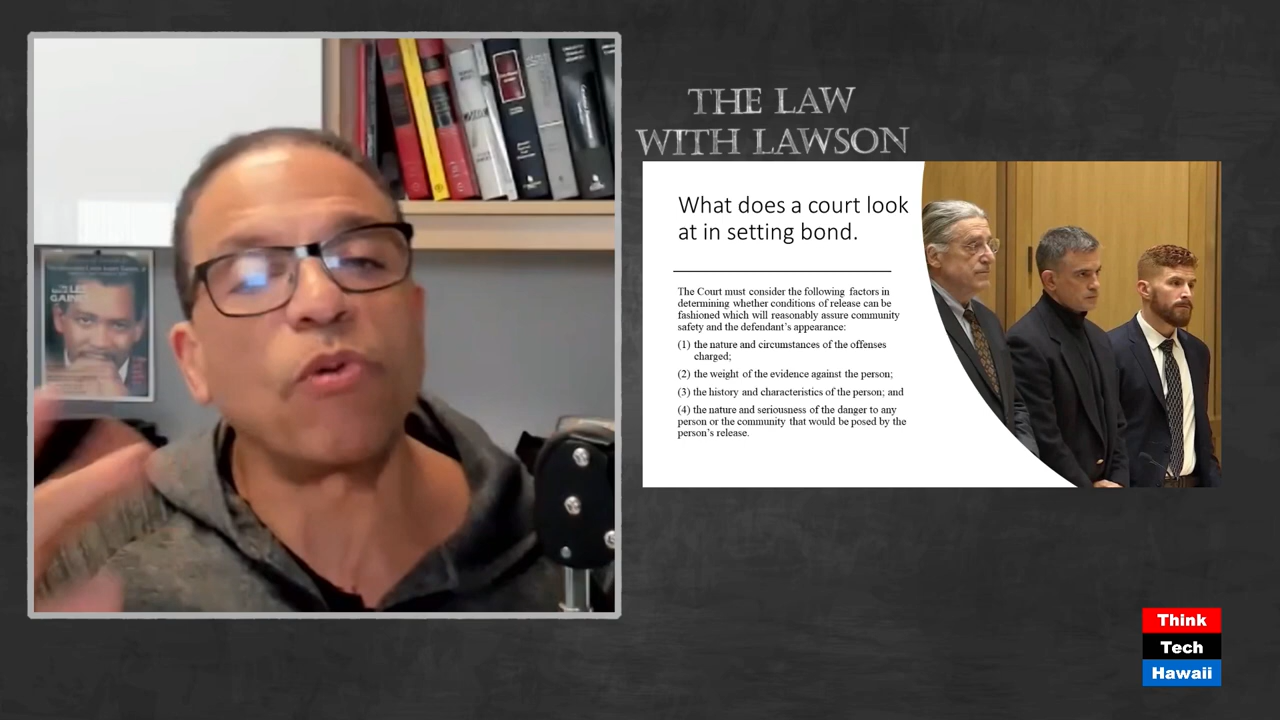 THE LAW
WITH LAWSON
What does a court look
at in setting bond.
The Court must consider the following factors in
determining whether conditions of release can be
fashioned which will reasonably assure community
safety and the defendant's appearance:
(1) the nature and circumstances of the offenses
charged;
(2) the weight of the evidence against the person;
(3) the history and characteristics of the person; and
(4) the nature and seriousness of the danger to any
person or the community that would be posed by the
person's release.
Think
Tech
Hawaii